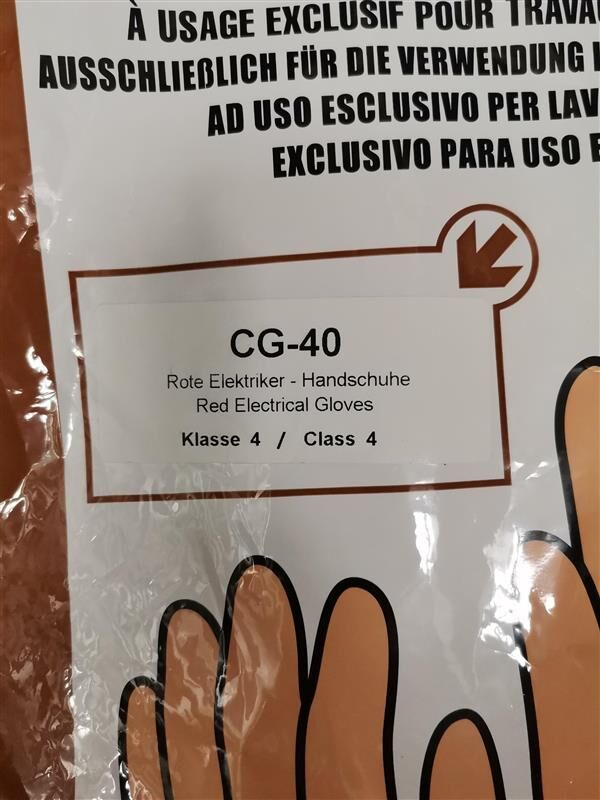 À USAGE EXCLUSIF POUR
AUSSCHLIEßLICH FÜR DIE VERWENDUNG
AD USO ESCLUSIVO PER
EXCLUSIVO PARA USO
CG-40
Rote Elektriker - Handschuhe
Red Electrical Gloves
Klasse 4 / Class 4